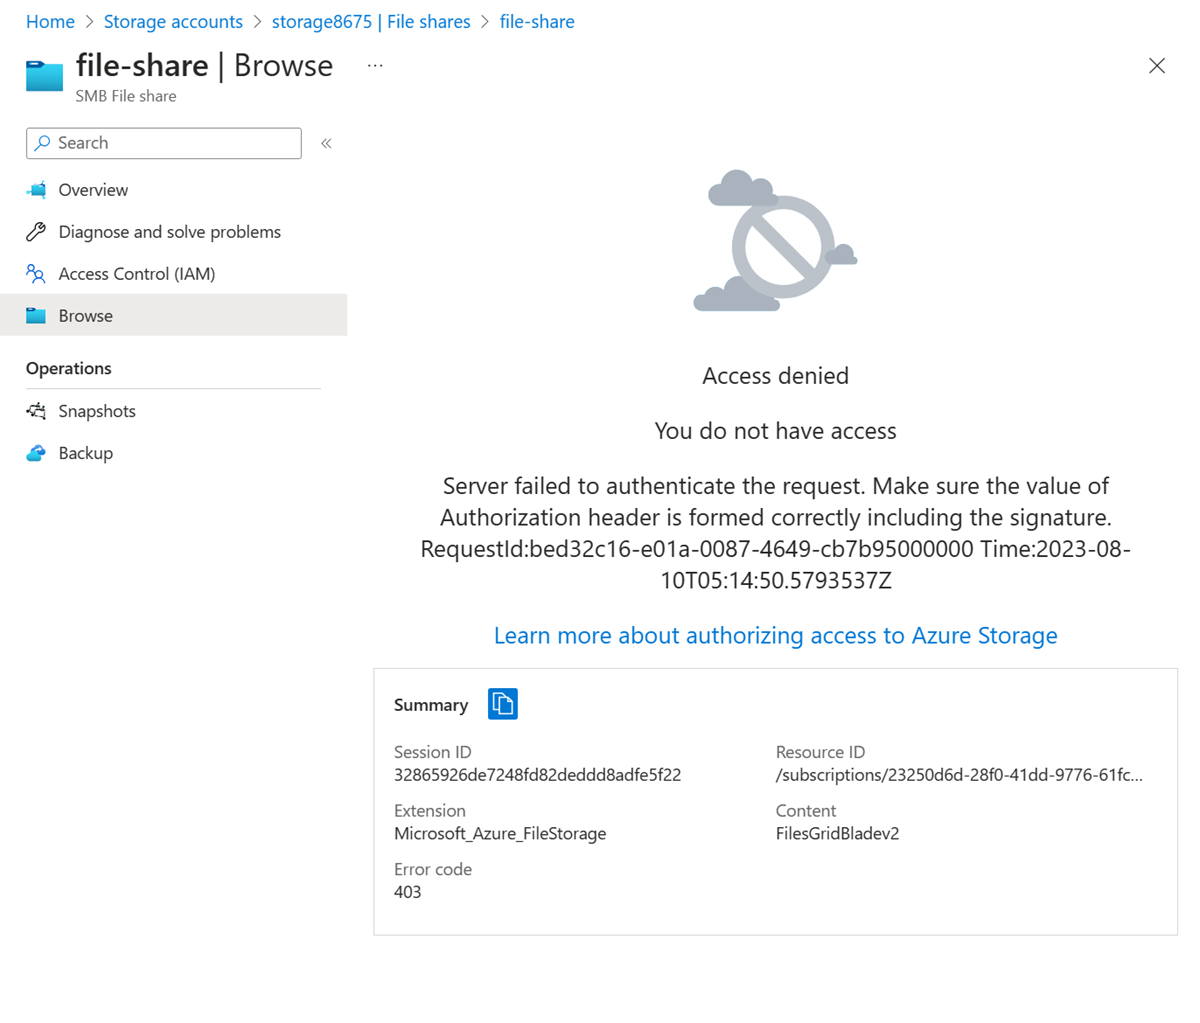 Home > Storage accounts > storage8675 | File shares > file-share
file-share | Browse ...
SMB File share
Search «
Overview
Diagnose and solve problems
Access Control (IAM)
Browse
Operations
Snapshots
Backup
Access denied
You do not have access
Server failed to authenticate the request. Make sure the value of
Authorization header is formed correctly including the signature.
RequestId:bed32c16-e01a-0087-4649-cb7b95000000 Time:2023-08-
10T05:14:50.5793537Z
Learn more about authorizing access to Azure Storage
Summary
Session ID
32865926de7248fd82deddd8adfe5f22
Resource ID
/subscriptions/23250d6d-28f0-41dd-9776-61fc...
Extension
Microsoft_Azure_FileStorage
Content
FilesGridBladev2
Error code
403